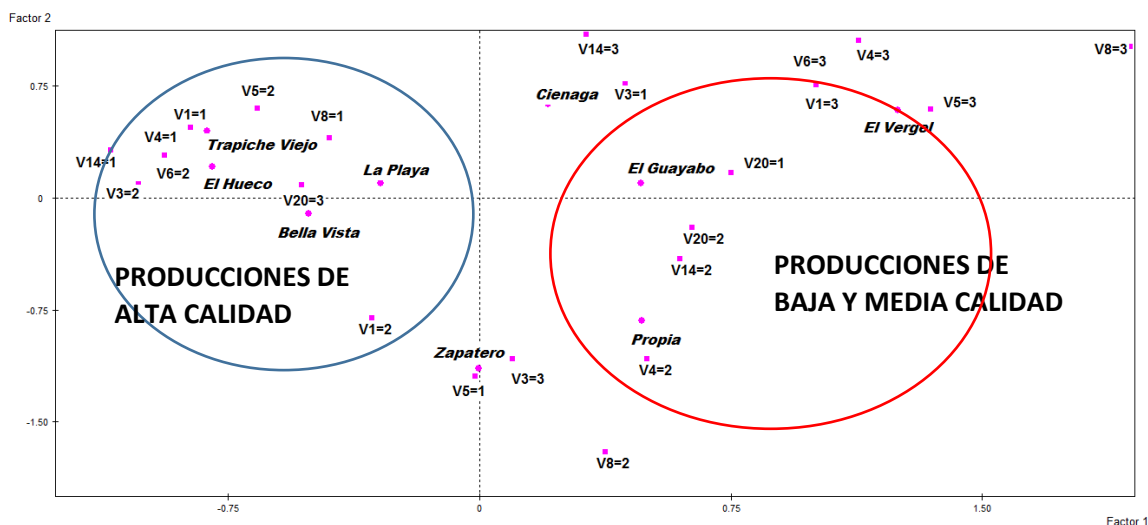 Factor 2
V14=3
V4=3
V8=3
V6=3
0.75
V5=2
Cienaga
V3=1
V1=3
V5=3
V1=1
V8=1
El Vergel
V4=1
Trapiche Viejo
V14=1
V6=2
La Playa
El Guayabo
V20=1
V3=2
El Hueco
0
V20=3
Bella Vista
V20=2
V14=2
PRODUCCIONES DE
ALTA CALIDAD
PRODUCCIONES DE
BAJA Y MEDIA CALIDAD
-0.75
V1=2
Propia
Zapatero
V3=3
V4=2
V5=1
-1.50
V8=2
-0.75
0
0.75
1.50
Factor 1